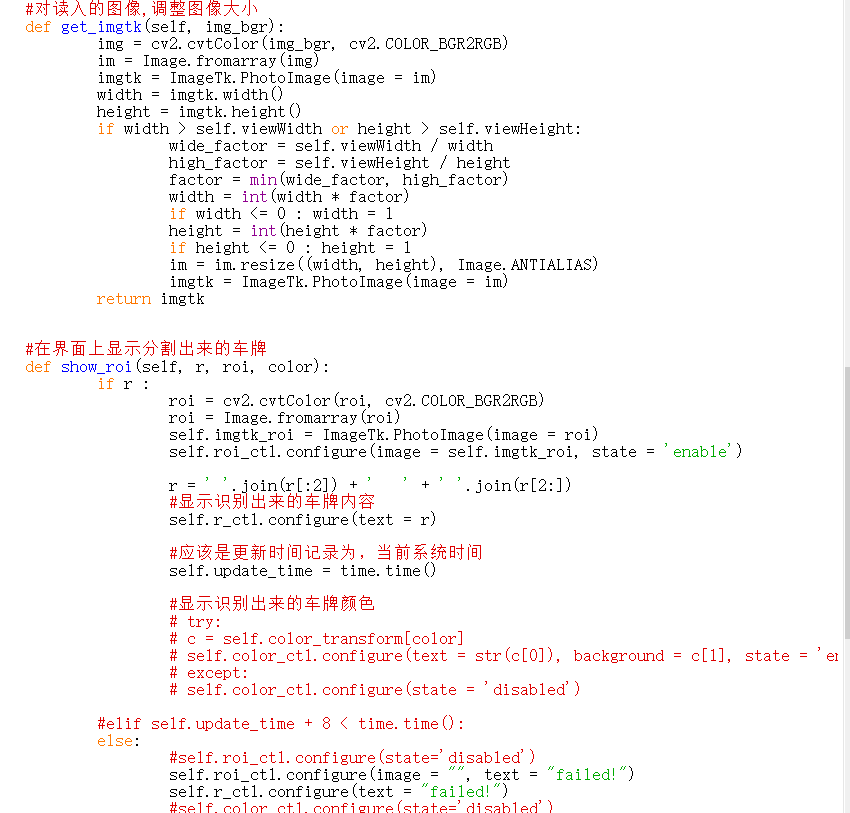 #对读入的图像,调整图像大小
def get_imgtk(self, img_bgr):
img = cv2.cvtColor(img_bgr, cv2.COLOR_BGR2RGB)
im = Image.fromarray(img)
imgtk = ImageTk.PhotoImage(image = im)
width = imgtk.width()
height = imgtk.height()
if width > self.viewWidth or height > self.viewHeight:
wide_factor = self.viewWidth / width
high_factor = self.viewHeight / height
factor = min(wide_factor, high_factor)
width = int(width * factor)
if width <= 0 : width = 1
height = int(height * factor)
if height <= 0 : height = 1
im = im.resize((width, height), Image.ANTIALIAS)
imgtk = ImageTk.PhotoImage(image = im)
return imgtk
#在界面上显示分割出来的车牌
def show_roi(self, r, roi, color):
if r :
roi = cv2.cvtColor(roi, cv2.COLOR_BGR2RGB)
roi = Image.fromarray(roi)
self.imgtk_roi = ImageTk.PhotoImage(image = roi)
self.roi_ctl.configure(image = self.imgtk_roi, state = 'enable')
r = ' '.join(r[:2]) + '   ' + ' '.join(r[2:])
#显示识别出来的车牌内容
self.r_ctl.configure(text = r)
#应该是更新时间记录为，当前系统时间
self.update_time = time.time()
#显示识别出来的车牌颜色
# try:
# c = self.color_transform[color]
# self.color_ctl.configure(text = str(c[0]), background = c[1], state = 'e
# except:
# self.color_ctl.configure(state = 'disabled')
#elif self.update_time + 8 < time.time():
else:
#self.roi_ctl.configure(state='disabled')
self.roi_ctl.configure(image = "", text = "failed!")
self.r_ctl.configure(text = "failed!")
#self.color_ctl.configure(state='disabled')